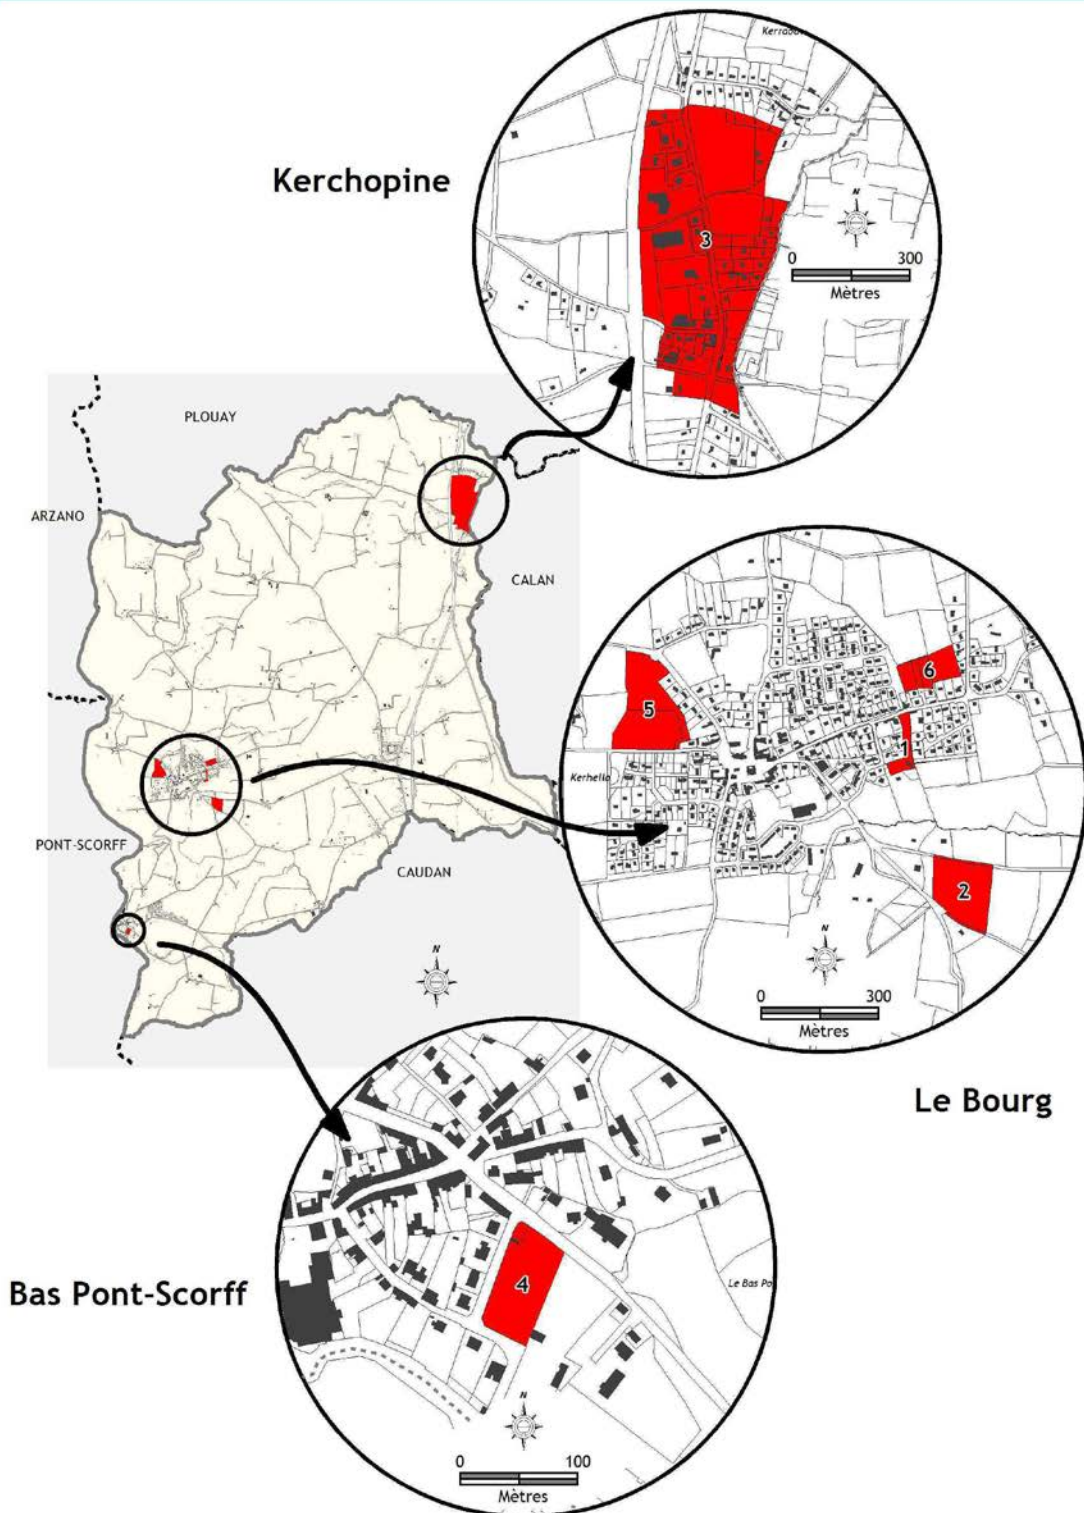 Kerchopine
3
N
0 300
Mètres
PLOUAY
ARZANO
CALAN
PONT-SCORFF
CAUDAN
N
Kerhello
5
6
1
2
N
0 300
Mètres
Le Bourg
Bas Pont-Scorff
4
Le Bas Po
N
0 100
Mètres